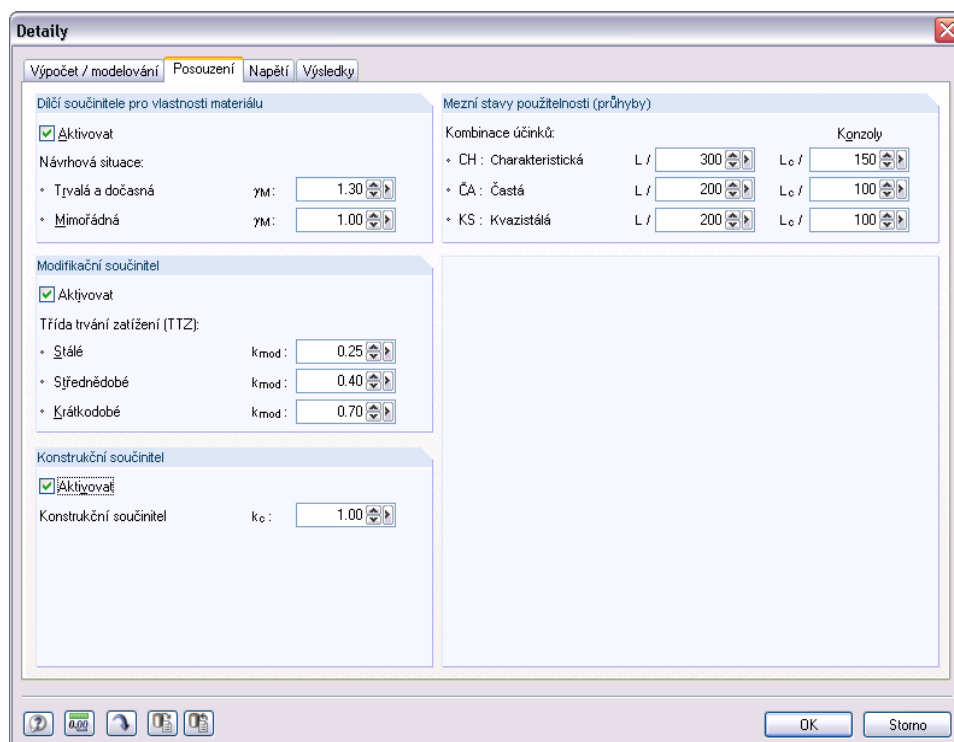 Detaily
Výpočet / modelování Posouzení Napětí Výsledky
Dílčí součinitele pro vlastnosti materiálu
Aktivovat
Návrhová situace:
Trvalá a dočasná γM: 1.30
Mimořádná γM: 1.00
Modifikační součinitel
Aktivovat
Třída trvání zatížení (TTZ):
Stálé kmod: 0.25
Střednědobé kmod: 0.40
Krátkodobé kmod: 0.70
Konstrukční součinitel
Aktivovat
Konstrukční součinitel kc: 1.00
Mezní stavy použitelnosti (průhyby)
Kombinace účinků: Konzoly
CH : Charakteristická L / 300 Lc / 150
ČA : Častá L / 200 Lc / 100
KS : Kvazistálá L / 200 Lc / 100
0.00
OK Storno